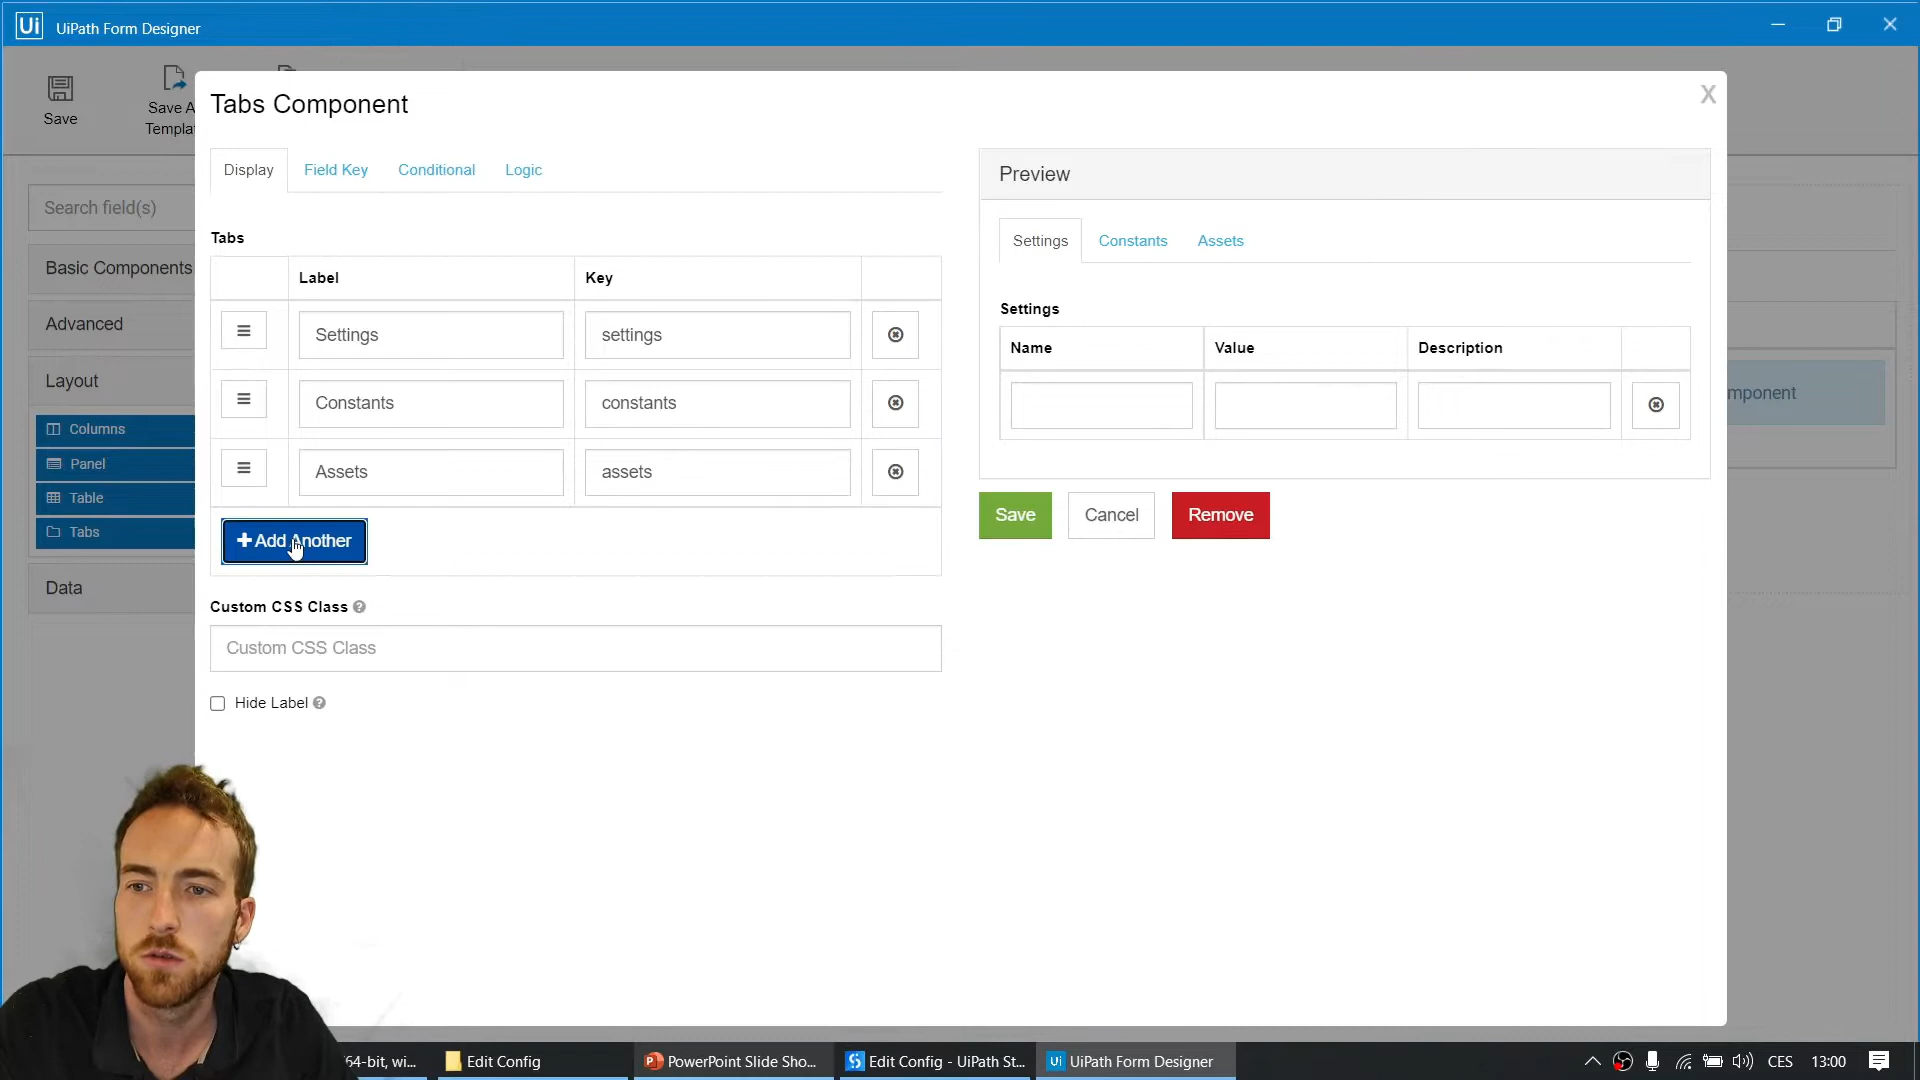 Ui UiPath Form Designer
Save
Save A
Templat
Tabs Component
X
Display Field Key Conditional Logic
Tabs
Label Key
Settings settings
Constants constants
Assets assets
+ Add Another
Custom CSS Class ?
Custom CSS Class
Hide Label ?
Preview
Settings Constants Assets
Settings
Name Value Description
Save Cancel Remove
Search field(s)
Basic Components
Advanced
Layout
Columns
Panel
Table
Tabs
Data
mponent
64-bit, wi... Edit Config PowerPoint Slide Sho... Edit Config - UiPath St... Ui UiPath Form Designer CES 13:00